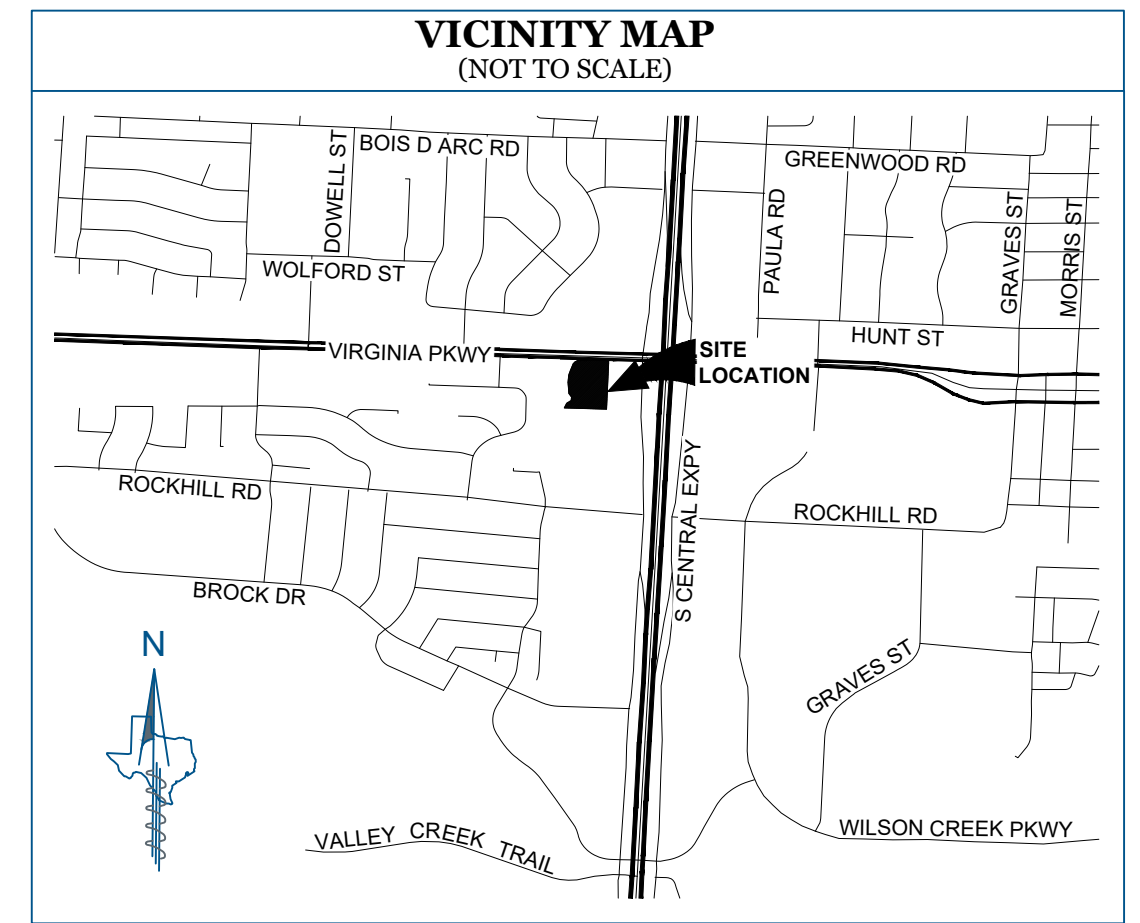 VICINITY MAP
(NOT TO SCALE)
BOIS D ARC RD
GREENWOOD RD
DOWELL ST
PAULA RD
GRAVES ST
MORRIS ST
WOLFORD ST
HUNT ST
VIRGINIA PKWY
SITE
LOCATION
ROCKHILL RD
ROCKHILL RD
S CENTRAL EXPY
BROCK DR
N
GRAVES ST
VALLEY CREEK TRAIL
WILSON CREEK PKWY